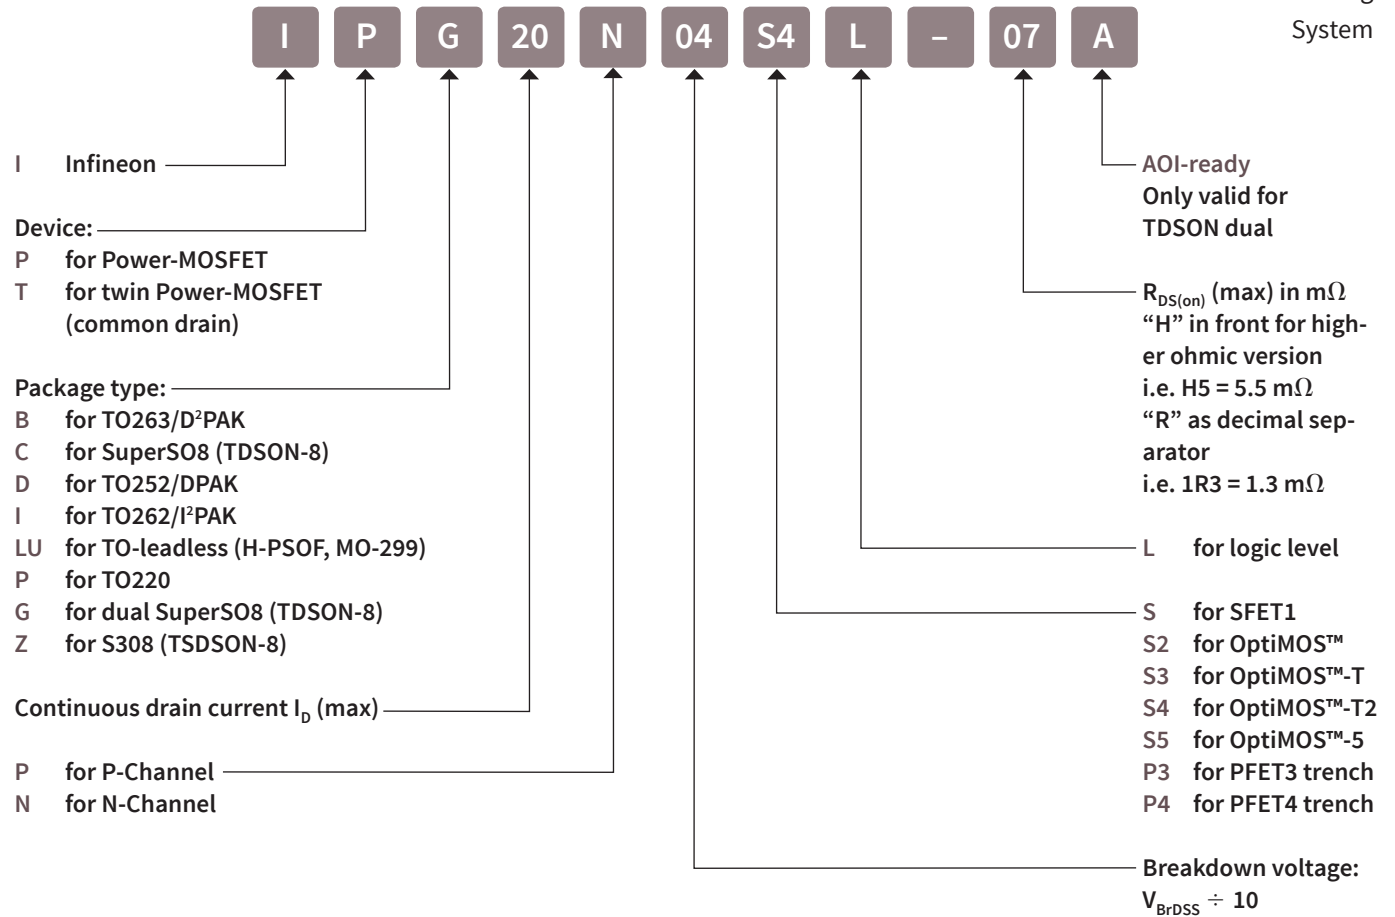 System
I P G 20 N 04 S4 L – 07 A
I Infineon
Device:
P for Power-MOSFET
T for twin Power-MOSFET
(common drain)
Package type:
B for TO263/D²PAK
C for SuperSO8 (TDSON-8)
D for TO252/DPAK
I for TO262/I²PAK
LU for TO-leadless (H-PSOF, MO-299)
P for TO220
G for dual SuperSO8 (TDSON-8)
Z for S308 (TSDSON-8)
Continuous drain current I_D (max)
P for P-Channel
N for N-Channel
AOI-ready
Only valid for
TDSON dual
R_DS(on) (max) in mΩ
“H” in front for high-
er ohmic version
i.e. H5 = 5.5 mΩ
“R” as decimal sep-
arator
i.e. 1R3 = 1.3 mΩ
L for logic level
S for SFET1
S2 for OptiMOS™
S3 for OptiMOS™-T
S4 for OptiMOS™-T2
S5 for OptiMOS™-5
P3 for PFET3 trench
P4 for PFET4 trench
Breakdown voltage:
V_BrDSS ÷ 10